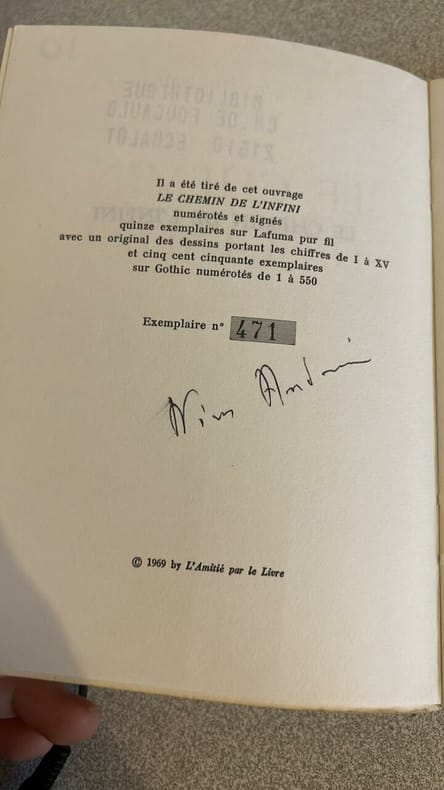 Il a été tiré de cet ouvrage
LE CHEMIN DE L'INFINI
numérotés et signés
quinze exemplaires sur Lafuma pur fil
avec un original des dessins portant les chiffres de I à XV
et cinq cent cinquante exemplaires
sur Gothic numérotés de 1 à 550
Exemplaire n° 471
© 1969 by L'Amitié par le Livre